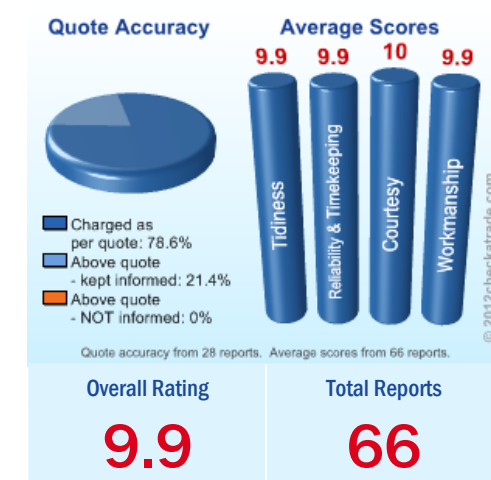 Quote Accuracy
Average Scores
9.9
9.9
10
9.9
Tidiness
Reliability & Timekeeping
Courtesy
Workmanship
Charged as
per quote: 78.6%
Above quote
- kept informed: 21.4%
Above quote
- NOT informed: 0%
© 2012checkatrade.com
Quote accuracy from 28 reports. Average scores from 66 reports.
Overall Rating
Total Reports
9.9
66